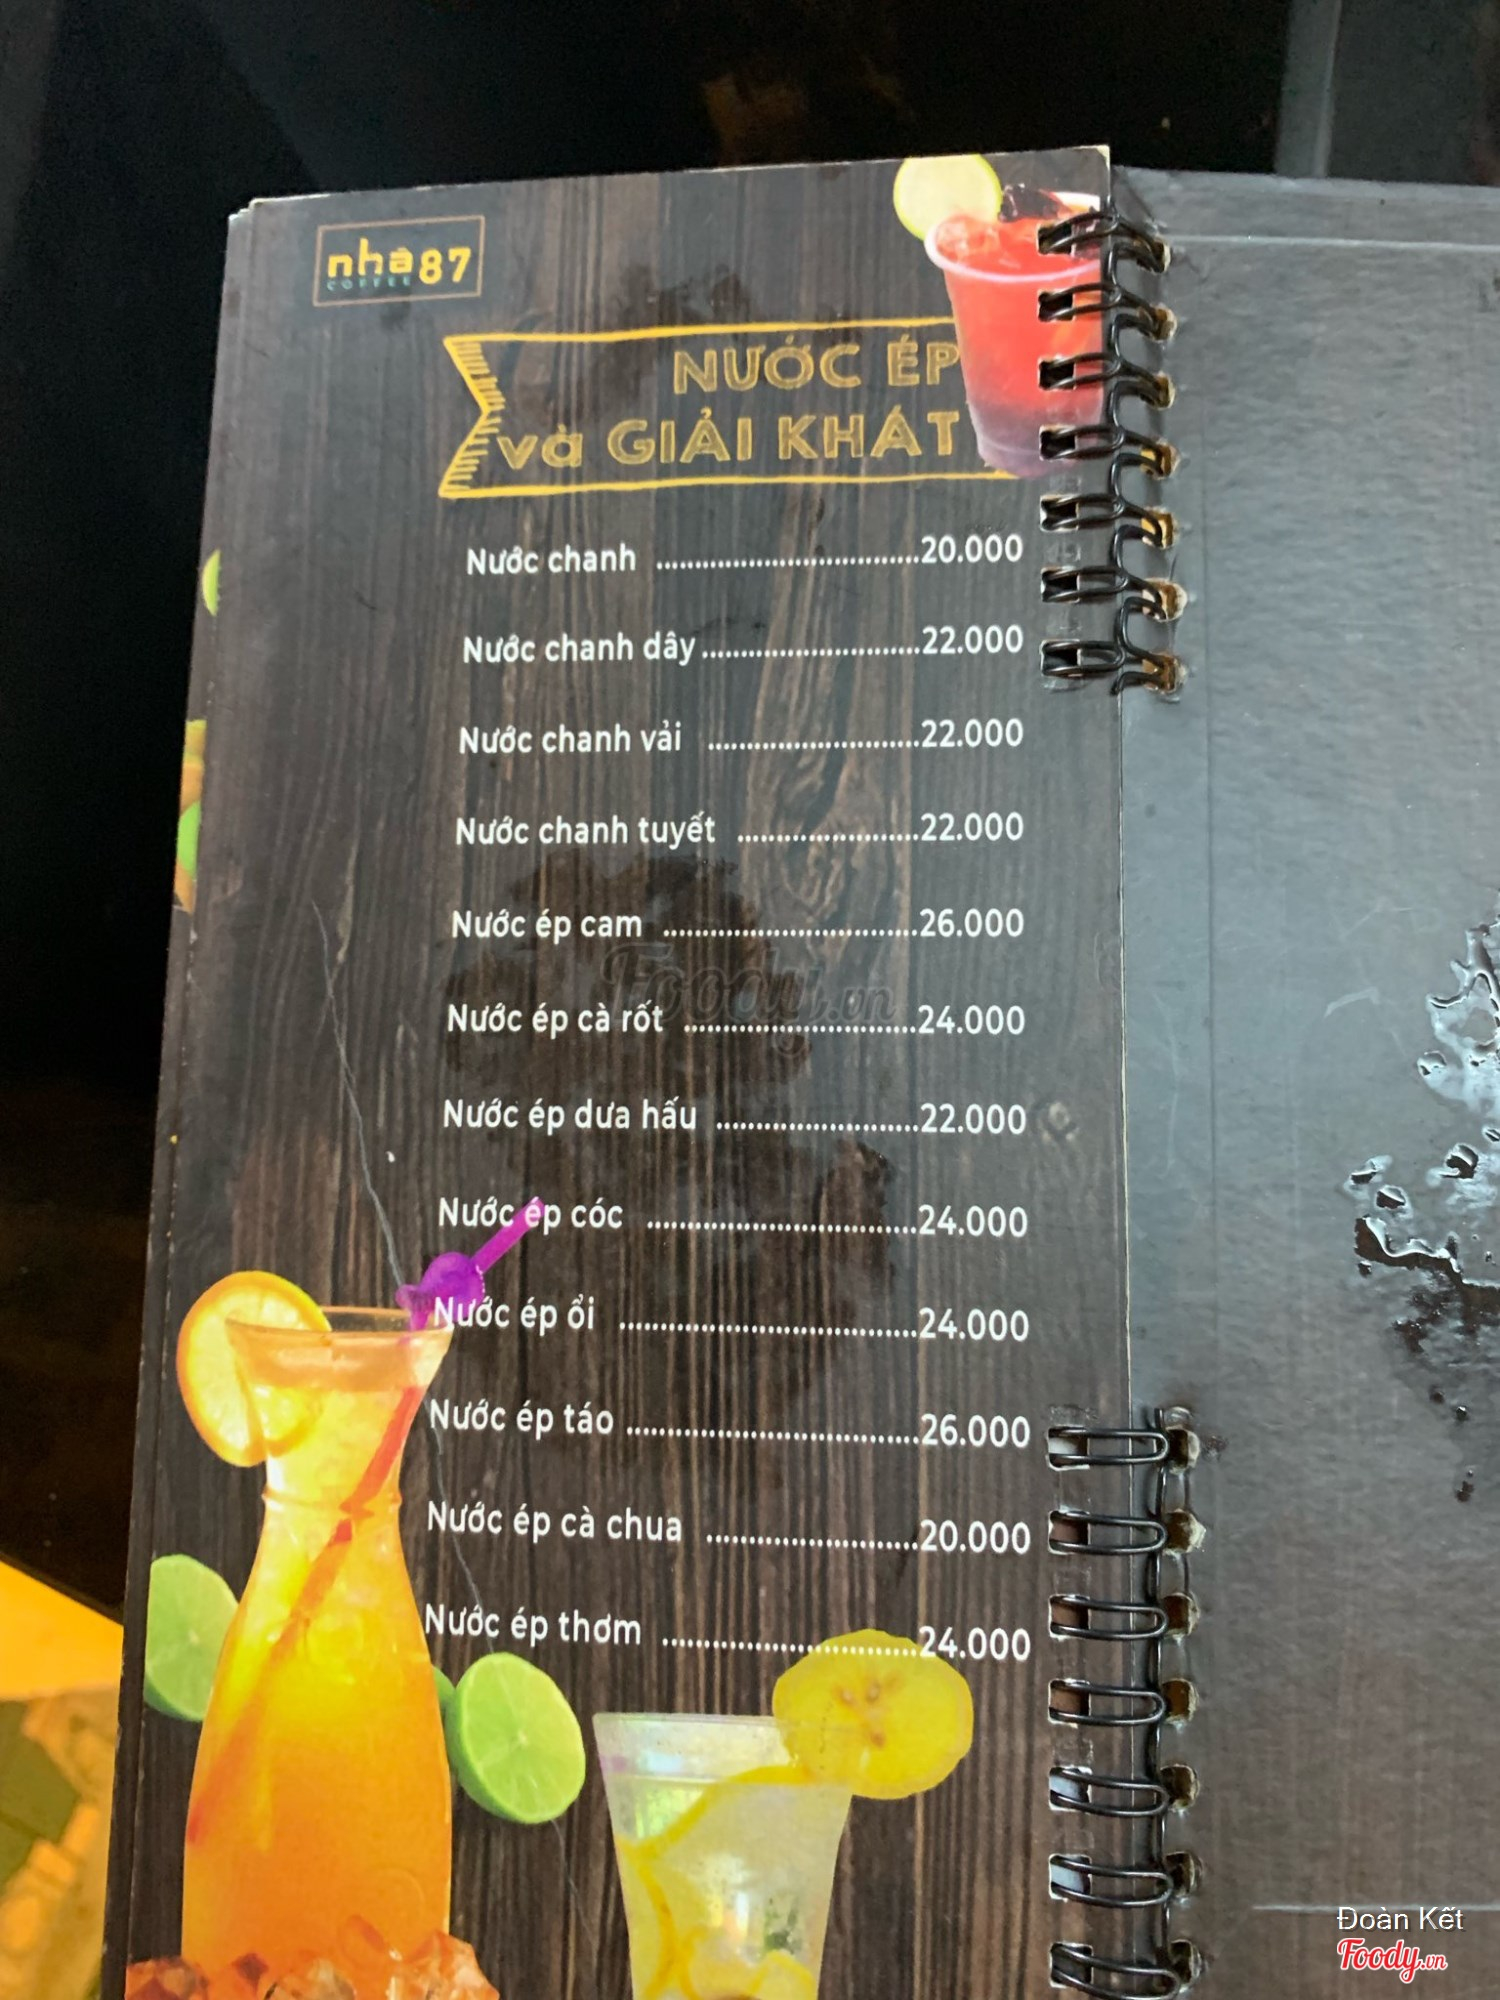 nhà87
COFFEE
NƯỚC ÉP
và GIẢI KHÁT
Nước chanh ..................................20.000
Nước chanh dây............................22.000
Nước chanh vải ...........................22.000
Nước chanh tuyết .......................22.000
Nước ép cam ................................26.000
Nước ép cà rốt .............................24.000
Nước ép dưa hấu .........................22.000
Nước ép cóc ..................................24.000
Nước ép ổi .....................................24.000
Nước ép táo .....................................26.000
Nước ép cà chua ..........................20.000
Nước ép thơm ................................24.000
Foody.vn
Đoàn Kết
Foody.vn